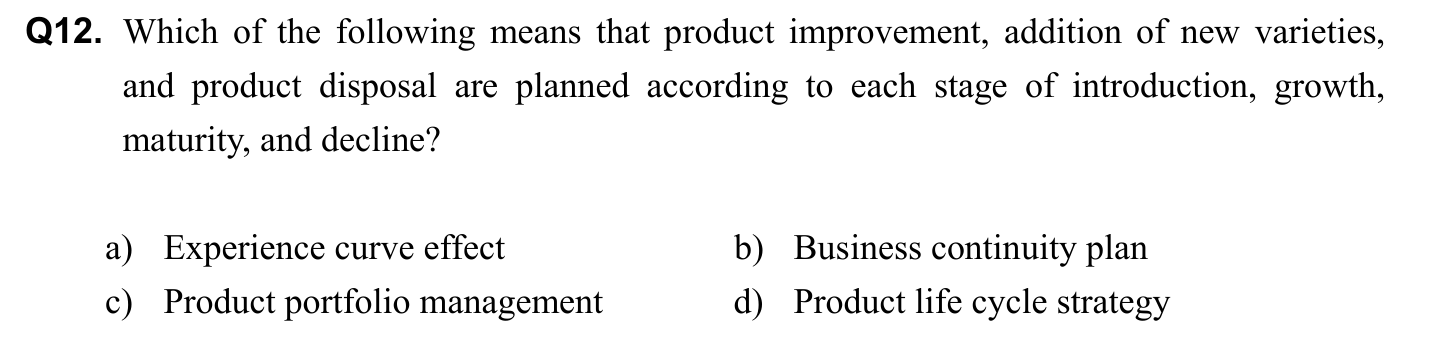 Q12. Which of the following means that product improvement, addition of new varieties,
and product disposal are planned according to each stage of introduction, growth,
maturity, and decline?
a) Experience curve effect b) Business continuity plan
c) Product portfolio management d) Product life cycle strategy